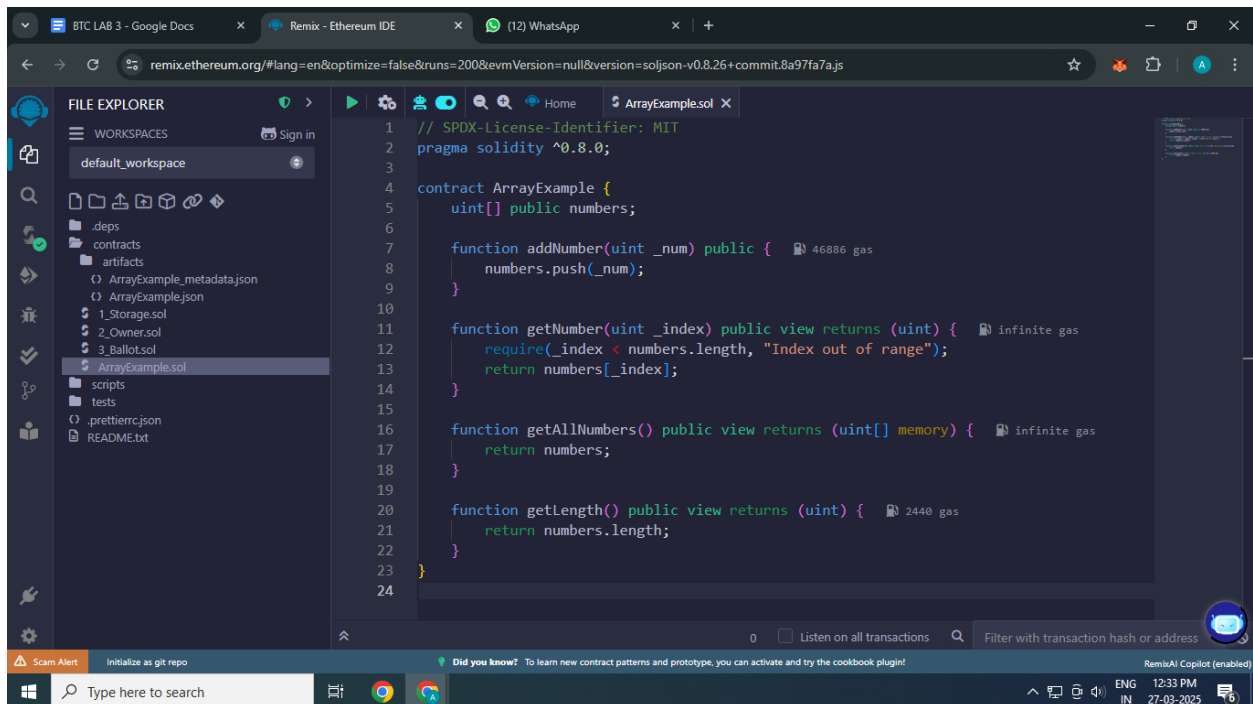 BTC LAB 3 - Google Docs
Remix - Ethereum IDE
(12) WhatsApp
remix.ethereum.org/#lang=en&optimize=false&runs=200&evmVersion=null&version=soljson-v0.8.26+commit.8a97fa7a.js
A
FILE EXPLORER
WORKSPACES
Sign in
default_workspace
.deps
contracts
artifacts
ArrayExample_metadata.json
ArrayExample.json
1_Storage.sol
2_Owner.sol
3_Ballot.sol
ArrayExample.sol
scripts
tests
.prettierrc.json
README.txt
Home
ArrayExample.sol
1 // SPDX-License-Identifier: MIT
2 pragma solidity ^0.8.0;
3
4 contract ArrayExample {
5 uint[] public numbers;
6
7 function addNumber(uint _num) public { 46886 gas
8 numbers.push(_num);
9 }
10
11 function getNumber(uint _index) public view returns (uint) { infinite gas
12 require(_index < numbers.length, "Index out of range");
13 return numbers[_index];
14 }
15
16 function getAllNumbers() public view returns (uint[] memory) { infinite gas
17 return numbers;
18 }
19
20 function getLength() public view returns (uint) { 2440 gas
21 return numbers.length;
22 }
23 }
24
0 Listen on all transactions
Filter with transaction hash or address
Scam Alert
Initialize as git repo
Did you know? To learn new contract patterns and prototype, you can activate and try the cookbook plugin!
RemixAI Copilot (enabled)
Type here to search
ENG
IN
12:33 PM
27-03-2025
6